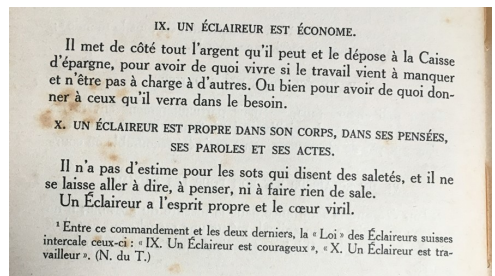 IX. UN ÉCLAIREUR EST ÉCONOME.
Il met de côté tout l'argent qu'il peut et le dépose à la Caisse
d'épargne, pour avoir de quoi vivre si le travail vient à manquer
et n'être pas à charge à d'autres. Ou bien pour avoir de quoi don-
ner à ceux qu'il verra dans le besoin.
X. UN ÉCLAIREUR EST PROPRE DANS SON CORPS, DANS SES PENSÉES,
SES PAROLES ET SES ACTES.
Il n'a pas d'estime pour les sots qui disent des saletés, et il ne
se laisse aller à dire, à penser, ni à faire rien de sale.
Un Éclaireur a l'esprit propre et le cœur viril.
¹ Entre ce commandement et les deux derniers, la « Loi » des Éclaireurs suisses
intercale ceux-ci : « IX. Un Éclaireur est courageux », « X. Un Éclaireur est tra-
vailleur ». (N. du T.)